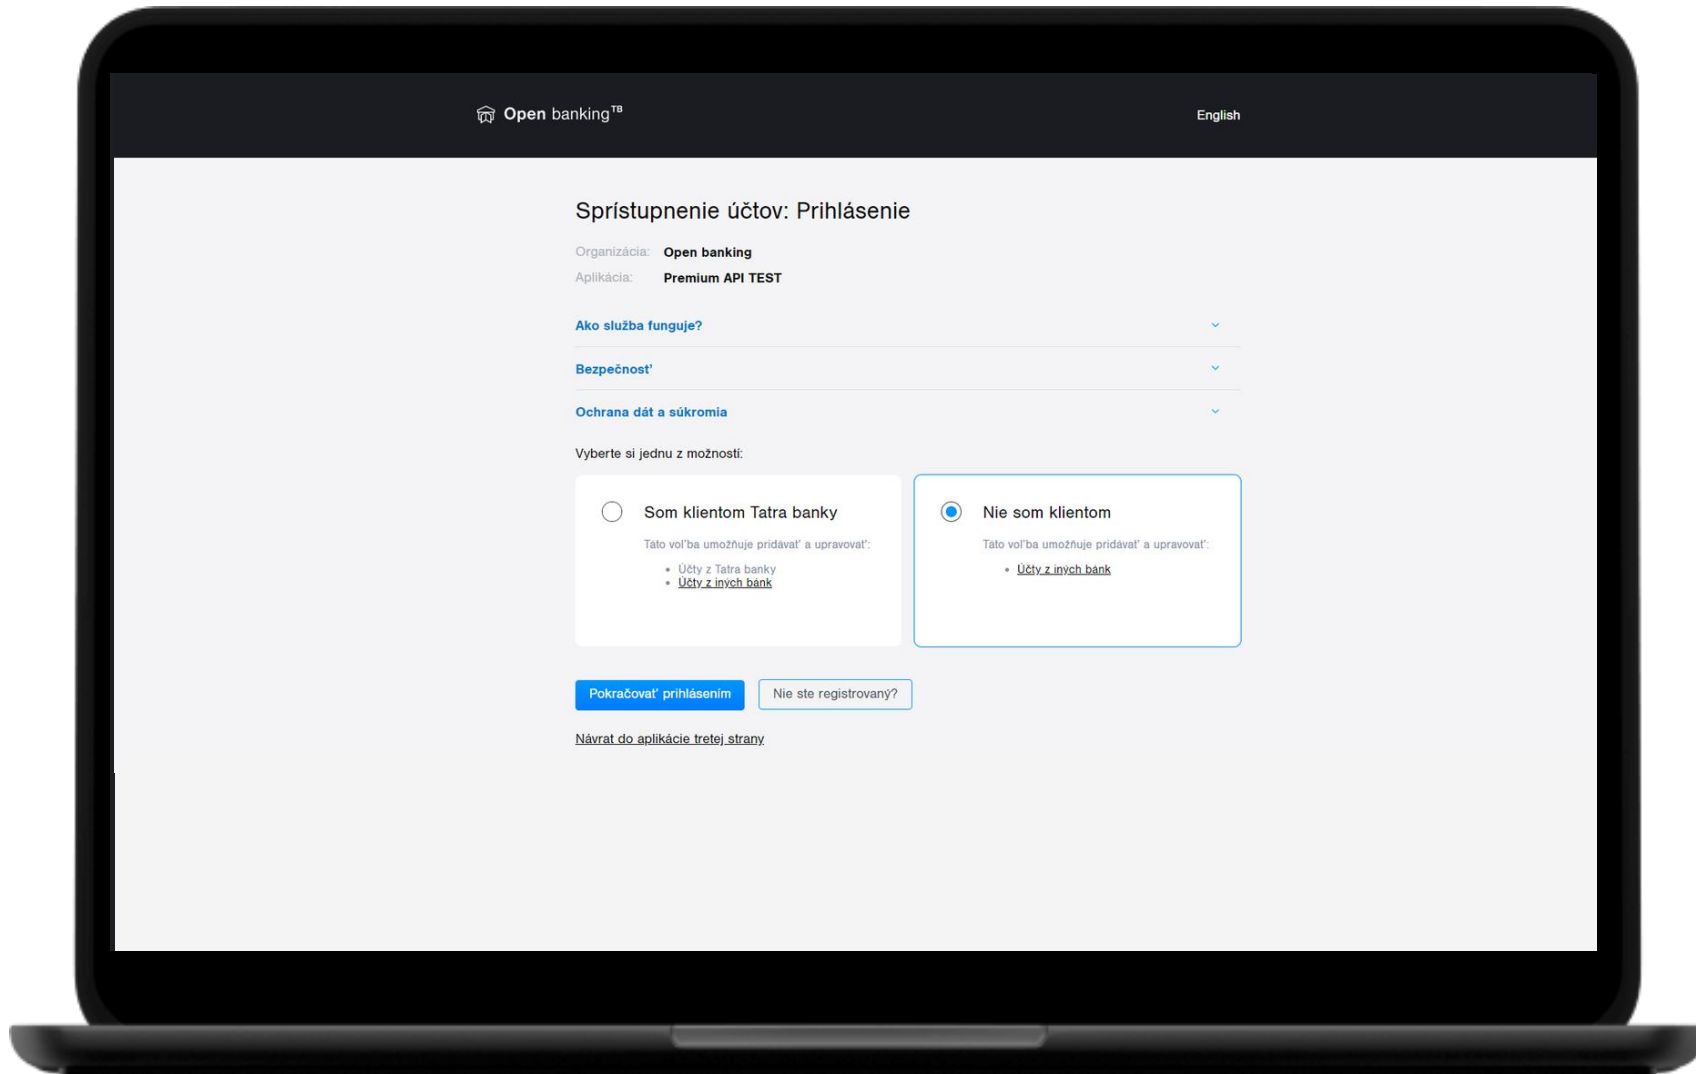 Open banking™ᴮ
English
Sprístupnenie účtov: Prihlásenie
Organizácia: Open banking
Aplikácia: Premium API TEST
Ako služba funguje?
Bezpečnosť
Ochrana dát a súkromia
Vyberte si jednu z možností:
Som klientom Tatra banky
Táto voľba umožňuje pridávať a upravovať:
• Účty z Tatra banky
• Účty z iných bánk
Nie som klientom
Táto voľba umožňuje pridávať a upravovať:
• Účty z iných bánk
Pokračovať prihlásením
Nie ste registrovaný?
Návrat do aplikácie tretej strany